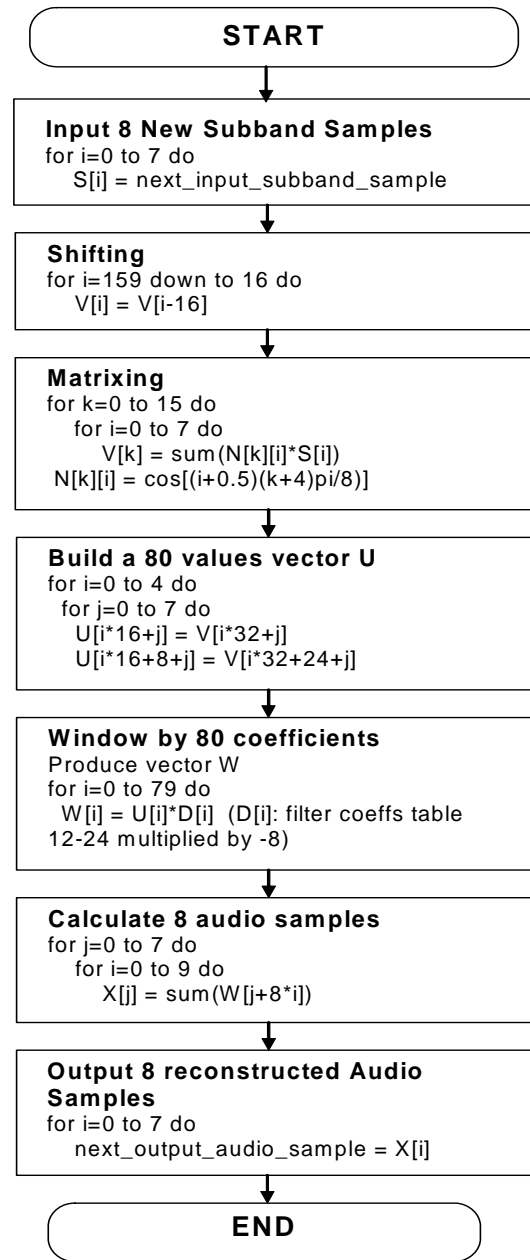 START
Input 8 New Subband Samples
for i=0 to 7 do
S[i] = next_input_subband_sample
Shifting
for i=159 down to 16 do
V[i] = V[i-16]
Matrixing
for k=0 to 15 do
for i=0 to 7 do
V[k] = sum(N[k][i]*S[i])
N[k][i] = cos[(i+0.5)(k+4)pi/8)]
Build a 80 values vector U
for i=0 to 4 do
for j=0 to 7 do
U[i*16+j] = V[i*32+j]
U[i*16+8+j] = V[i*32+24+j]
Window by 80 coefficients
Produce vector W
for i=0 to 79 do
W[i] = U[i]*D[i] (D[i]: filter coeffs table
12-24 multiplied by -8)
Calculate 8 audio samples
for j=0 to 7 do
for i=0 to 9 do
X[j] = sum(W[j+8*i])
Output 8 reconstructed Audio
Samples
for i=0 to 7 do
next_output_audio_sample = X[i]
END